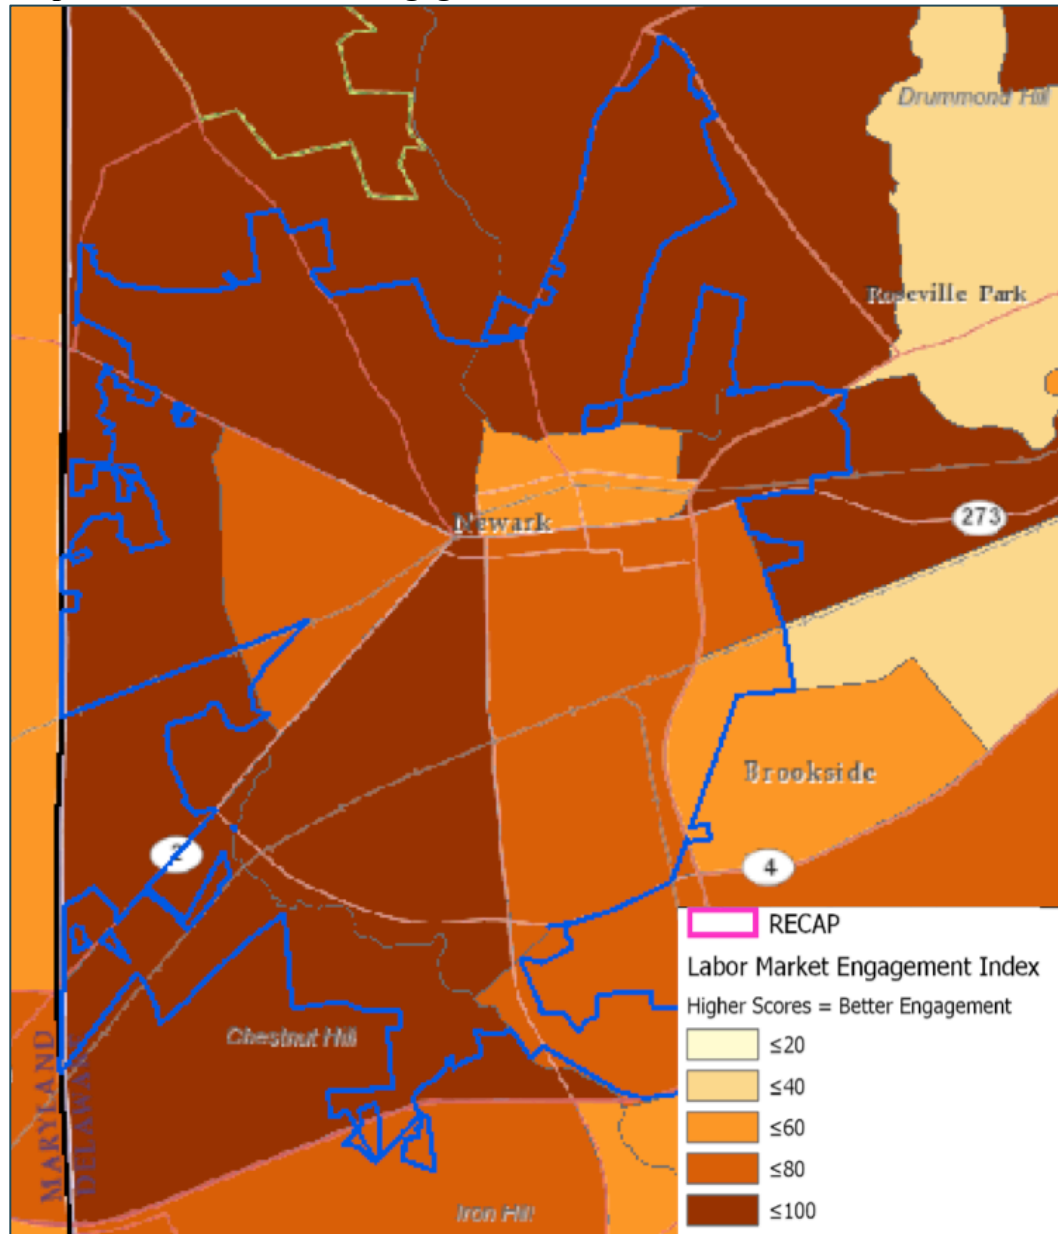 Drummond Hill
Roseville Park
Newark
273
Brookside
2
4
RECAP
Labor Market Engagement Index
Higher Scores = Better Engagement
≤20
≤40
≤60
≤80
≤100
Chestnut Hill
MARYLAND
DELAWARE
Iron Hill